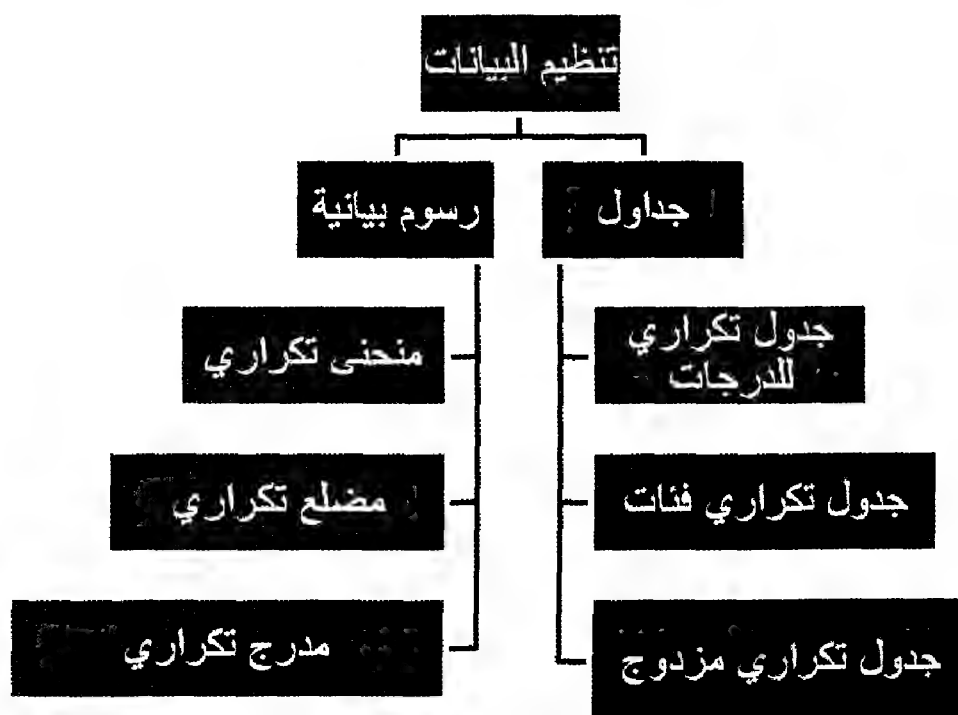 تنظيم البيانات
جداول
رسوم بيانية
جدول تكراري
للدرجات
منحنى تكراري
جدول تكراري فئات
مضلع تكراري
جدول تكراري مزدوج
مدرج تكراري